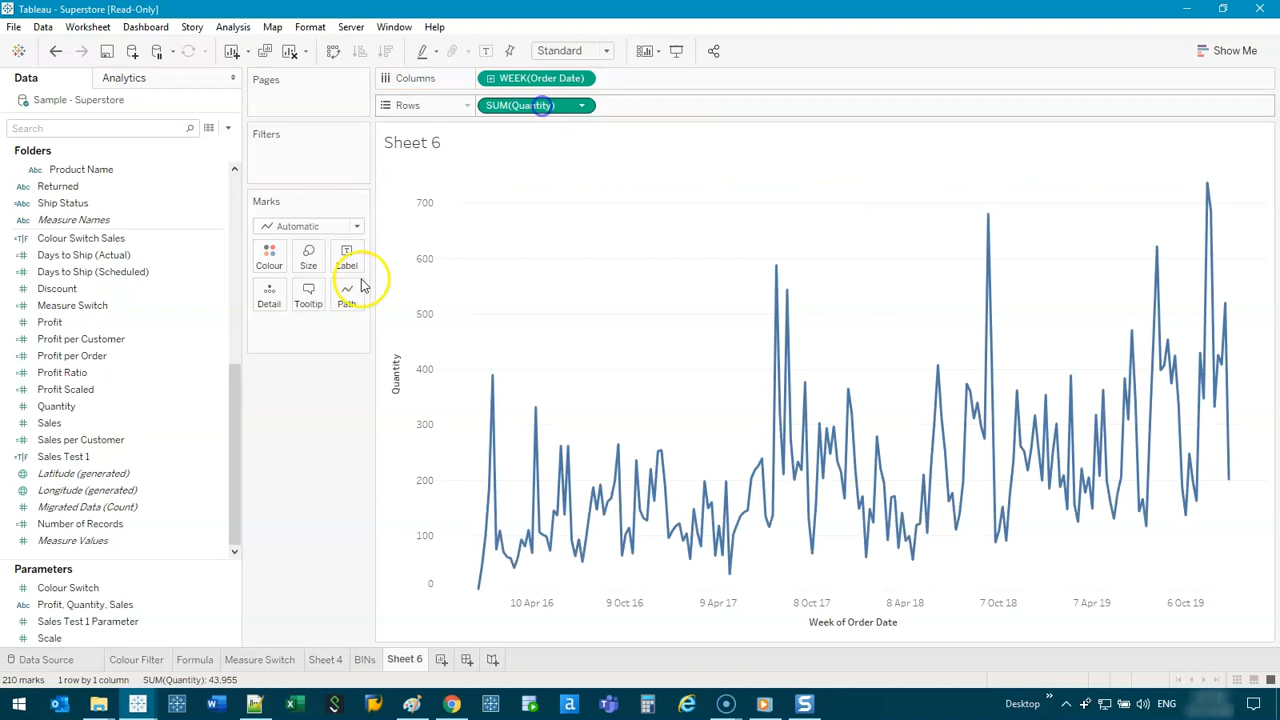 Tableau - Superstore [Read-Only]
File Data Worksheet Dashboard Story Analysis Map Format Server Window Help
Standard
Show Me
Data Analytics
Sample - Superstore
Search
Folders
Abc Product Name
Abc Returned
Abc Ship Status
Abc Measure Names
T|F Colour Switch Sales
Days to Ship (Actual)
Days to Ship (Scheduled)
Discount
Measure Switch
Profit
Profit per Customer
Profit per Order
Profit Ratio
Profit Scaled
Quantity
Sales
Sales per Customer
T|F Sales Test 1
Latitude (generated)
Longitude (generated)
Migrated Data (Count)
Number of Records
Measure Values
Parameters
Colour Switch
Abc Profit, Quantity, Sales
Sales Test 1 Parameter
Scale
Pages
Filters
Marks
Automatic
Colour Size Label
Detail Tooltip Path
Columns WEEK(Order Date)
Rows SUM(Quantity)
Sheet 6
700
600
500
400
300
200
100
0
Quantity
10 Apr 16 9 Oct 16 9 Apr 17 8 Oct 17 8 Apr 18 7 Oct 18 7 Apr 19 6 Oct 19
Week of Order Date
Data Source Colour Filter Formula Measure Switch Sheet 4 BINs Sheet 6
210 marks 1 row by 1 column SUM(Quantity): 43,955
Desktop ENG